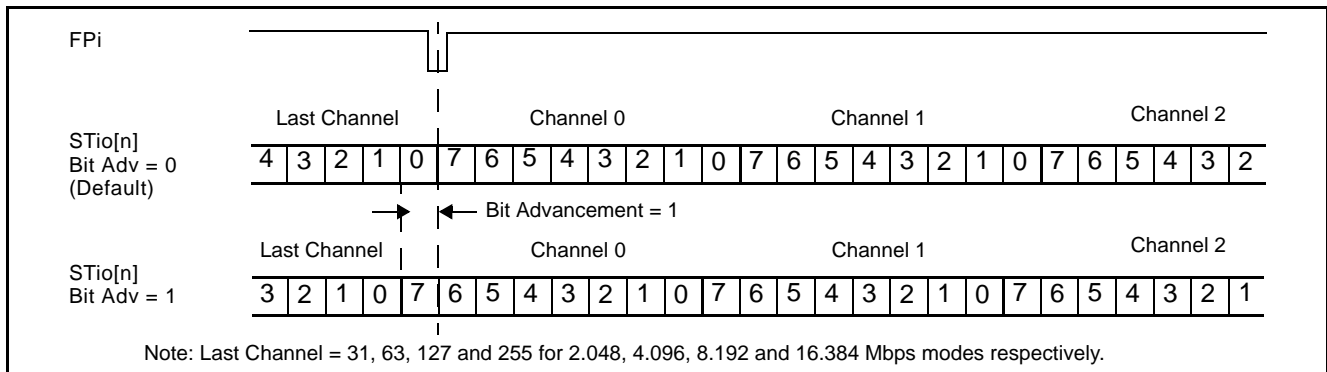 FPi
Last Channel Channel 0 Channel 1 Channel 2
STio[n]
Bit Adv = 0
(Default)
4 3 2 1 0 7 6 5 4 3 2 1 0 7 6 5 4 3 2 1 0 7 6 5 4 3 2
Bit Advancement = 1
Last Channel Channel 0 Channel 1 Channel 2
STio[n]
Bit Adv = 1
3 2 1 0 7 6 5 4 3 2 1 0 7 6 5 4 3 2 1 0 7 6 5 4 3 2 1
Note: Last Channel = 31, 63, 127 and 255 for 2.048, 4.096, 8.192 and 16.384 Mbps modes respectively.